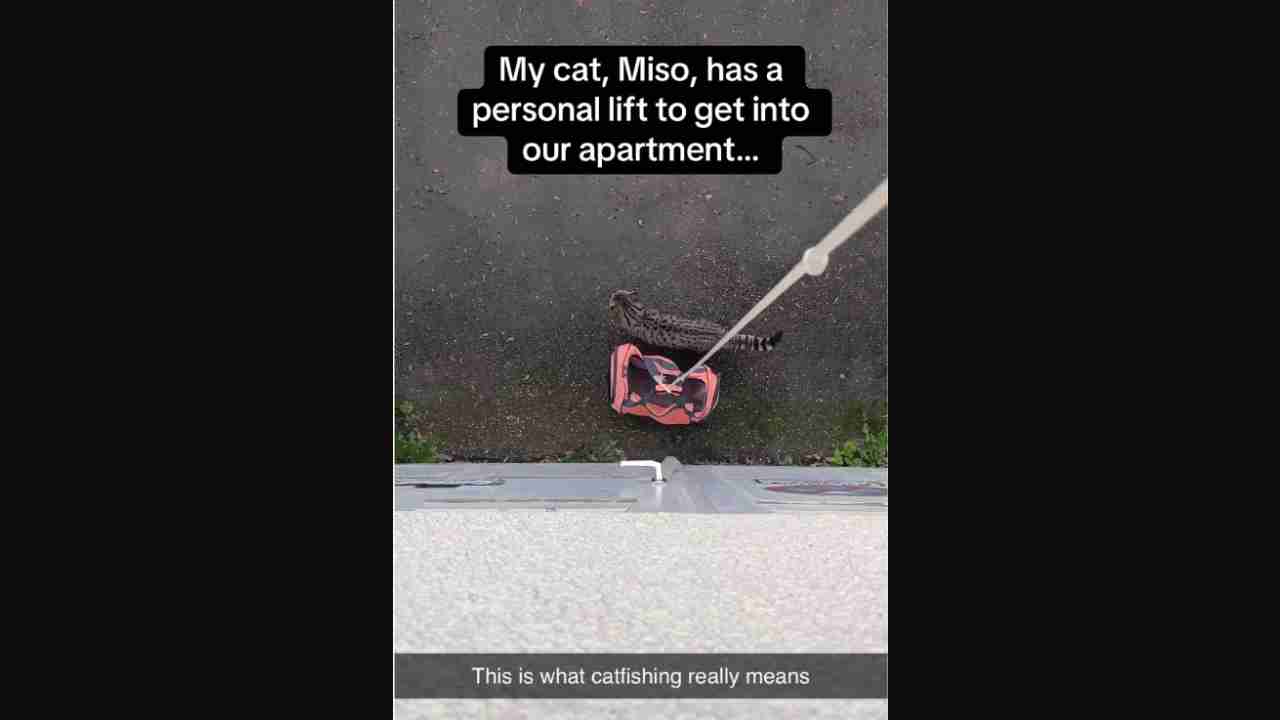 My cat, Miso, has a
personal lift to get into
our apartment...
This is what catfishing really means